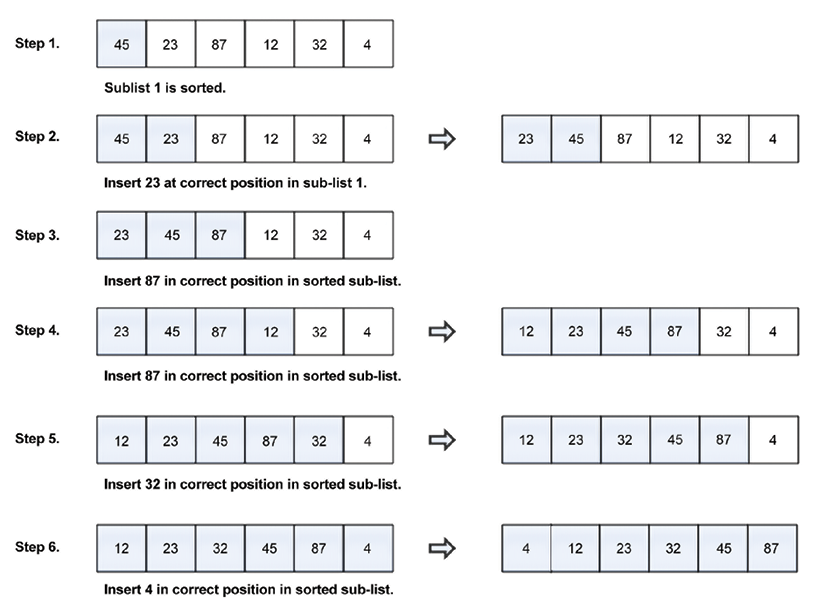 Step 1. 45 23 87 12 32 4
Sublist 1 is sorted.
Step 2. 45 23 87 12 32 4 23 45 87 12 32 4
Insert 23 at correct position in sub-list 1.
Step 3. 23 45 87 12 32 4
Insert 87 in correct position in sorted sub-list.
Step 4. 23 45 87 12 32 4 12 23 45 87 32 4
Insert 87 in correct position in sorted sub-list.
Step 5. 12 23 45 87 32 4 12 23 32 45 87 4
Insert 32 in correct position in sorted sub-list.
Step 6. 12 23 32 45 87 4 4 12 23 32 45 87
Insert 4 in correct position in sorted sub-list.